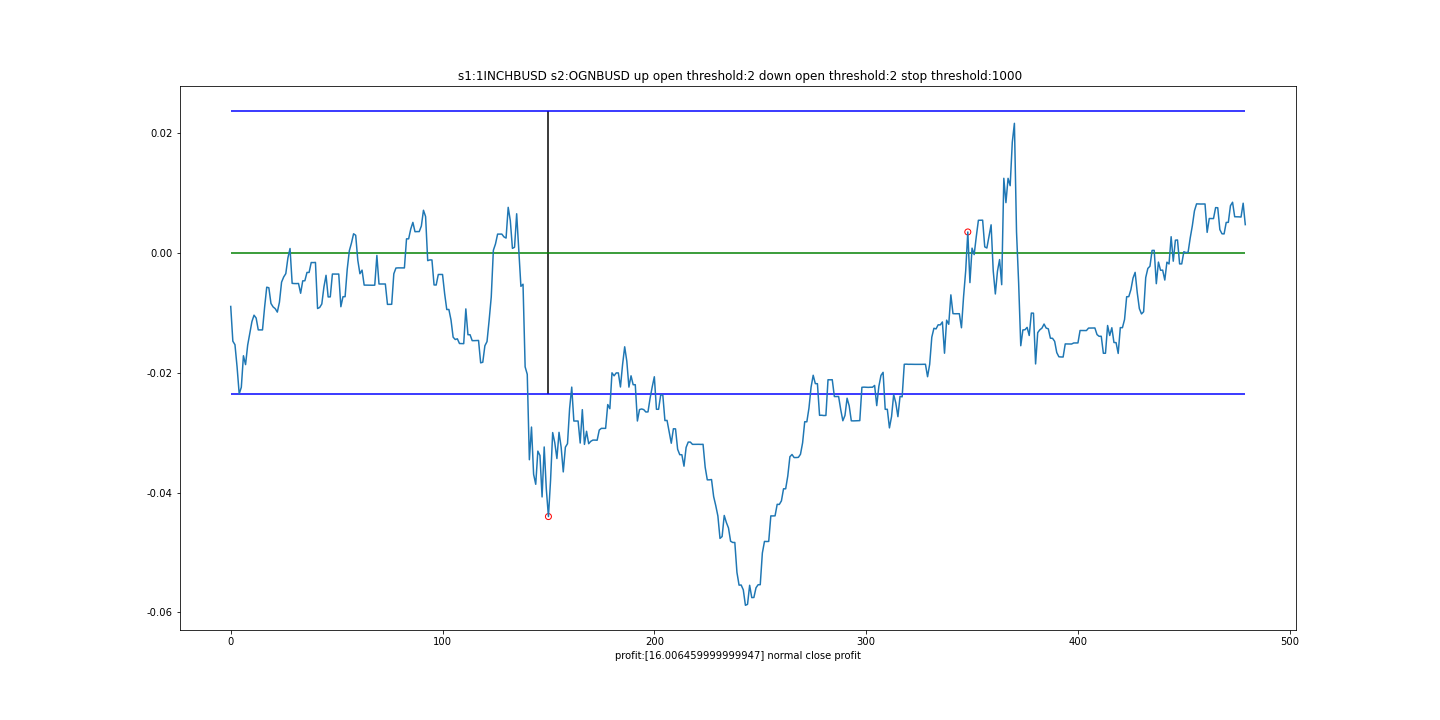 s1:1INCHBUSD s2:OGNBUSD up open threshold:2 down open threshold:2 stop threshold:1000
0.02
0.00
-0.02
-0.04
-0.06
0 100 200 300 400 500
profit:[16.006459999999947] normal close profit